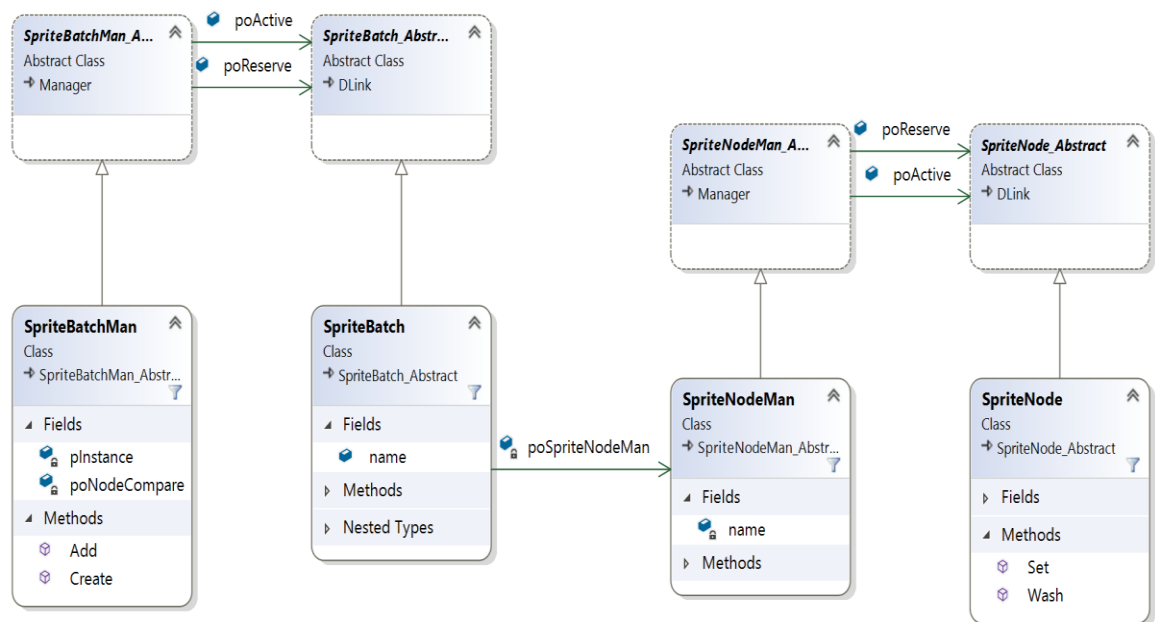 SpriteBatchMan_A...
Abstract Class
Manager
poActive
poReserve
SpriteBatch_Abstr...
Abstract Class
DLink
SpriteNodeMan_A...
Abstract Class
Manager
poReserve
poActive
SpriteNode_Abstract
Abstract Class
DLink
SpriteBatchMan
Class
SpriteBatchMan_Abstr...
Fields
pInstance
poNodeCompare
Methods
Add
Create
SpriteBatch
Class
SpriteBatch_Abstract
Fields
name
Methods
Nested Types
poSpriteNodeMan
SpriteNodeMan
Class
SpriteNodeMan_Abstr...
Fields
name
Methods
SpriteNode
Class
SpriteNode_Abstract
Fields
Methods
Set
Wash